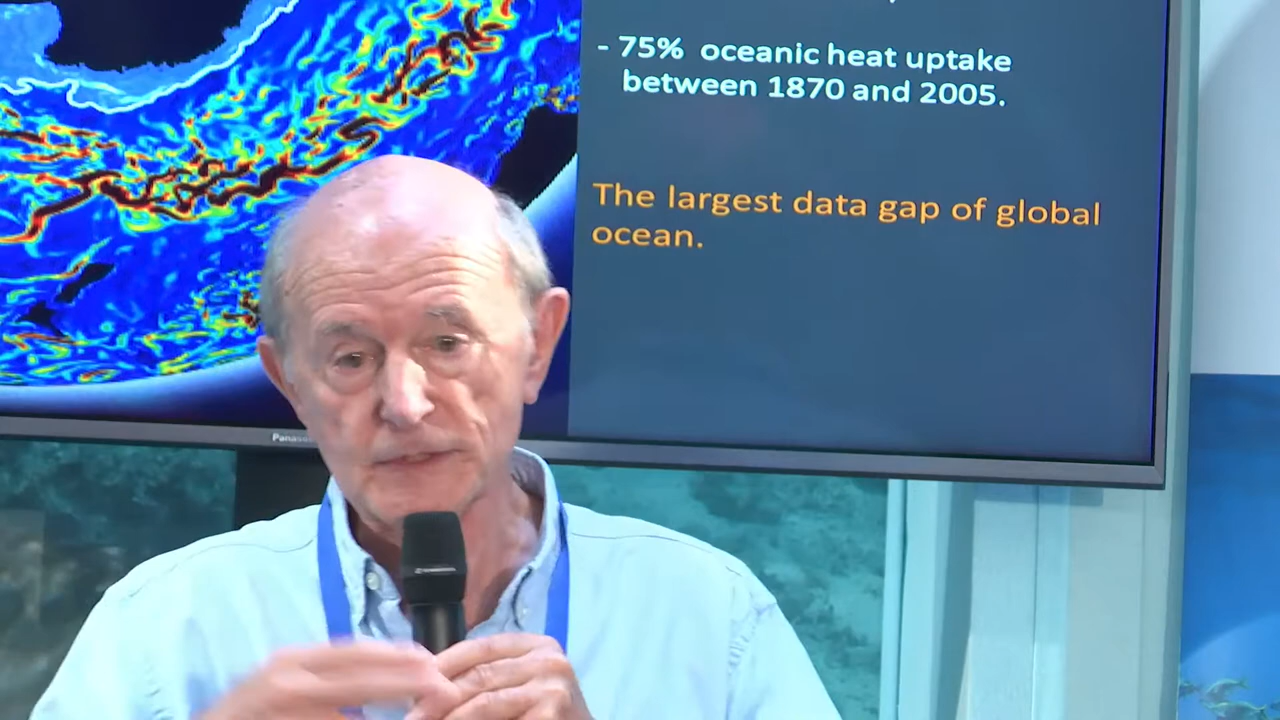 - 75% oceanic heat uptake
between 1870 and 2005.
The largest data gap of global
ocean.